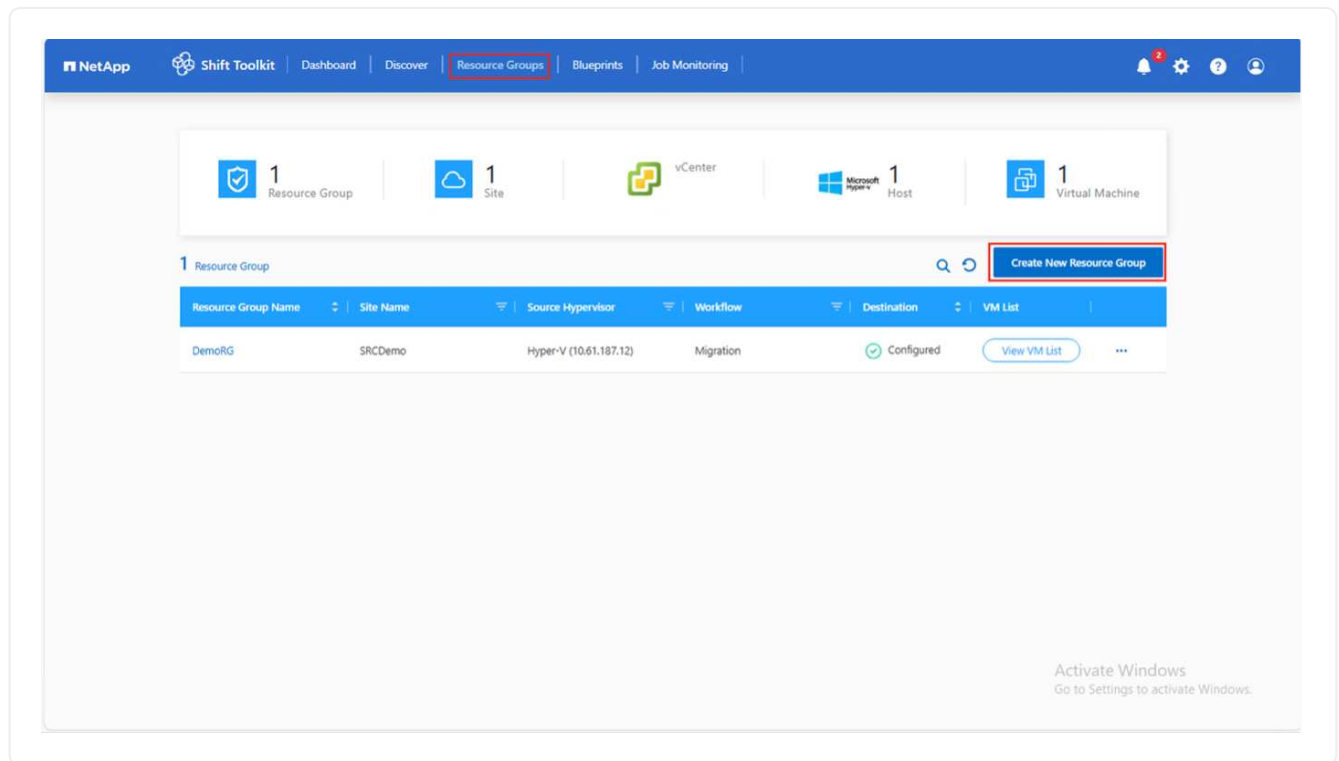 NetApp Shift Toolkit Dashboard Discover Resource Groups Blueprints Job Monitoring 2
1 Resource Group
1 Site
vCenter
Microsoft Hyper-V 1 Host
1 Virtual Machine
1 Resource Group Create New Resource Group
Resource Group Name Site Name Source Hypervisor Workflow Destination VM List
DemoRG SRCDemo Hyper-V (10.61.187.12) Migration Configured View VM List
Activate Windows
Go to Settings to activate Windows.